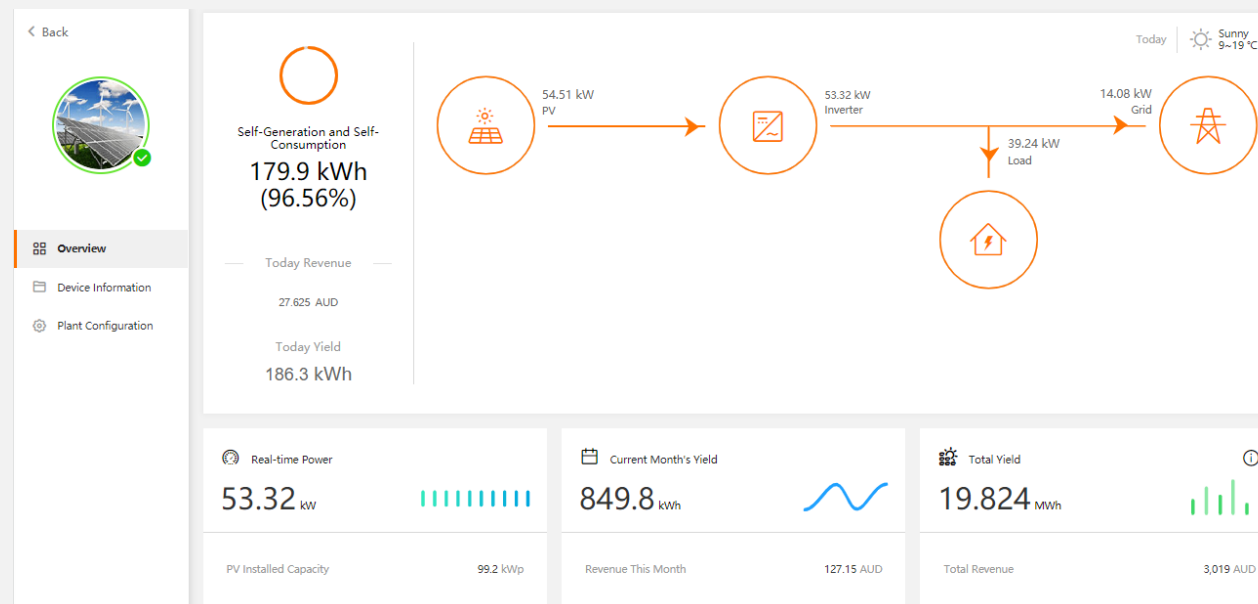 Back
Overview
Device Information
Plant Configuration
Self-Generation and Self-
Consumption
179.9 kWh
(96.56%)
Today Revenue
27.625 AUD
Today Yield
186.3 kWh
Today
Sunny
9~19 ℃
54.51 kW
PV
53.32 kW
Inverter
14.08 kW
Grid
39.24 kW
Load
Real-time Power
53.32 kW
PV Installed Capacity 99.2 kWp
Current Month's Yield
849.8 kWh
Revenue This Month 127.15 AUD
Total Yield
19.824 MWh
Total Revenue 3,019 AUD